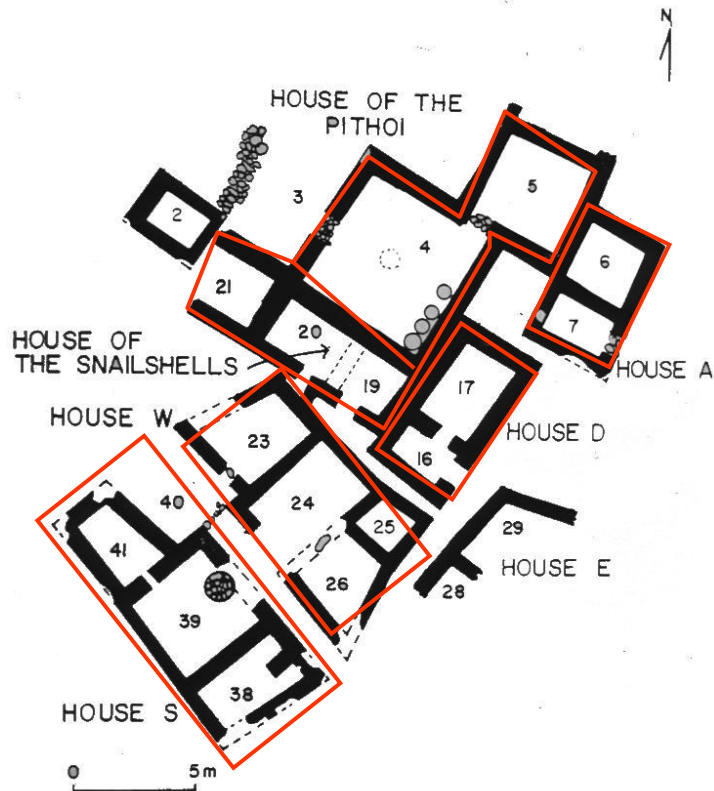 N
HOUSE OF THE
PITHOI
5
3
2
4
6
21
7
20
HOUSE OF
THE SNAILSHELLS
19
17
HOUSE A
HOUSE W
23
HOUSE D
16
40
24
25
29
41
26
HOUSE E
28
39
38
HOUSE S
0 5m